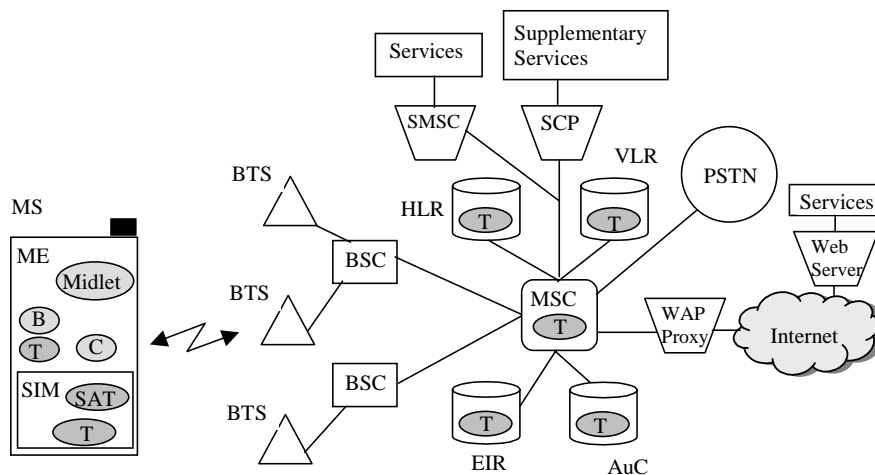 Services
Supplementary
Services
SMSC
SCP
VLR
BTS
HLR
T
T
PSTN
MS
Services
ME
BSC
Web
Server
Midlet
BTS
MSC
B
WAP
Proxy
Internet
T
C
T
BSC
SIM
SAT
T
BTS
T
T
EIR
AuC